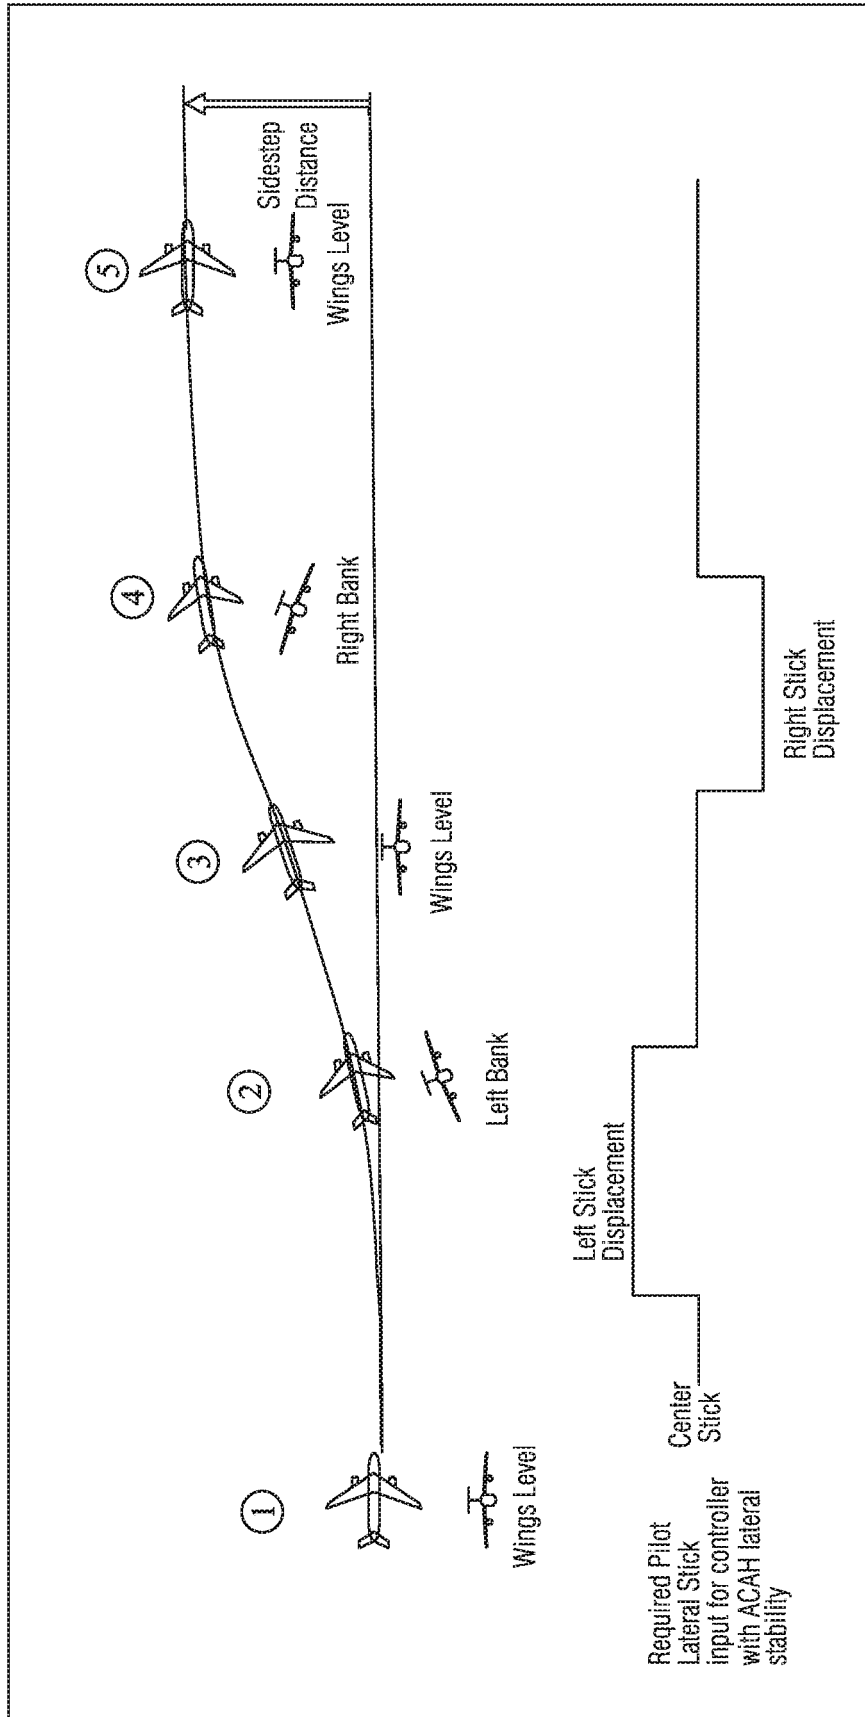 1
2
3
4
5
Wings Level
Left Bank
Wings Level
Right Bank
Wings Level
Sidestep
Distance
Required Pilot
Lateral Stick
input for controller
with ACAH lateral
stability
Center
Stick
Left Stick
Displacement
Right Stick
Displacement